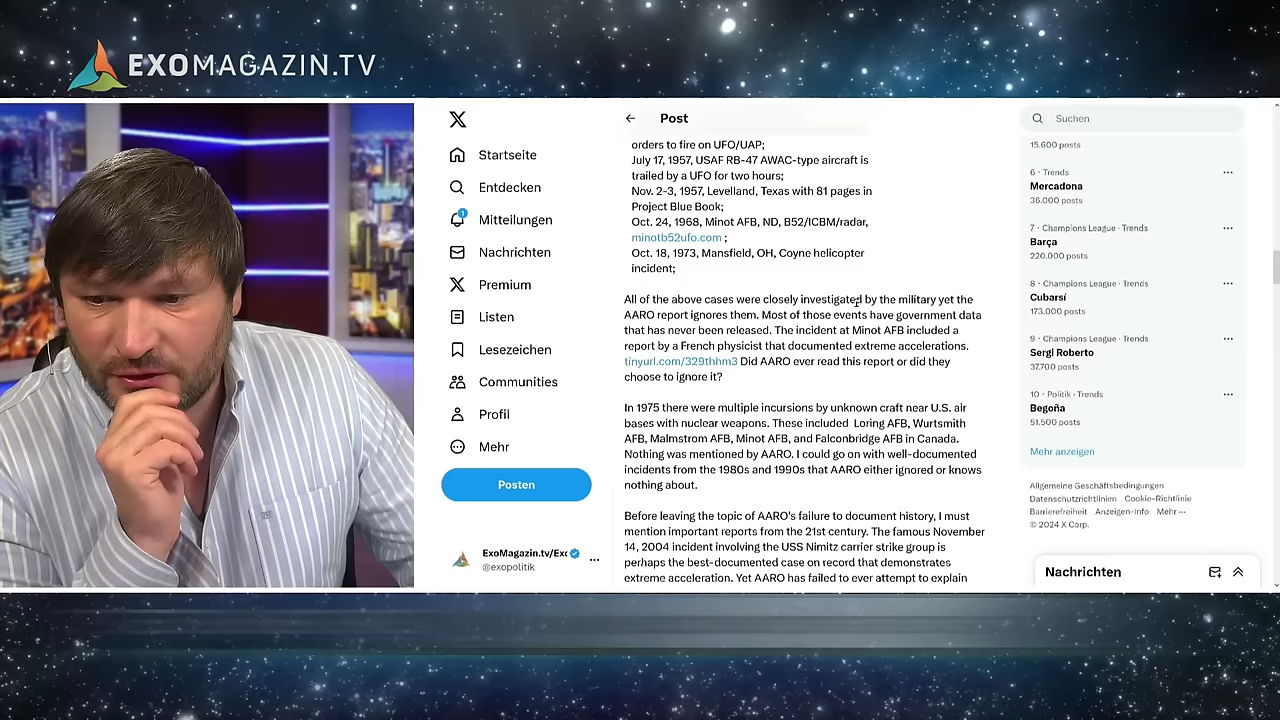 EXOMAGAZIN.TV
Startseite
Entdecken
1
Mitteilungen
Nachrichten
Premium
Listen
Lesezeichen
Communities
Profil
Mehr
Posten
ExoMagazin.tv/Exc
@exopolitik
Post
orders to fire on UFO/UAP;
July 17, 1957, USAF RB-47 AWAC-type aircraft is
trailed by a UFO for two hours;
Nov. 2-3, 1957, Levelland, Texas with 81 pages in
Project Blue Book;
Oct. 24, 1968, Minot AFB, ND, B52/ICBM/radar,
minotb52ufo.com ;
Oct. 18, 1973, Mansfield, OH, Coyne helicopter
incident;
All of the above cases were closely investigated by the military yet the
AARO report ignores them. Most of those events have government data
that has never been released. The incident at Minot AFB included a
report by a French physicist that documented extreme accelerations.
tinyurl.com/329thhm3 Did AARO ever read this report or did they
choose to ignore it?
In 1975 there were multiple incursions by unknown craft near U.S. air
bases with nuclear weapons. These included Loring AFB, Wurtsmith
AFB, Malmstrom AFB, Minot AFB, and Falconbridge AFB in Canada.
Nothing was mentioned by AARO. I could go on with well-documented
incidents from the 1980s and 1990s that AARO either ignored or knows
nothing about.
Before leaving the topic of AARO's failure to document history, I must
mention important reports from the 21st century. The famous November
14, 2004 incident involving the USS Nimitz carrier strike group is
perhaps the best-documented case on record that demonstrates
extreme acceleration. Yet AARO has failed to ever attempt to explain
Suchen
15.600 posts
6 · Trends
Mercadona
36.000 posts
7 · Champions League · Trends
Barça
220.000 posts
8 · Champions League · Trends
Cubarsí
173.000 posts
9 · Champions League · Trends
Sergi Roberto
37.700 posts
10 · Politik · Trends
Begoña
51.500 posts
Mehr anzeigen
Allgemeine Geschäftsbedingungen
Datenschutzrichtlinien Cookie-Richtlinie
Barrierefreiheit Anzeigen-Info Mehr ···
© 2024 X Corp.
Nachrichten